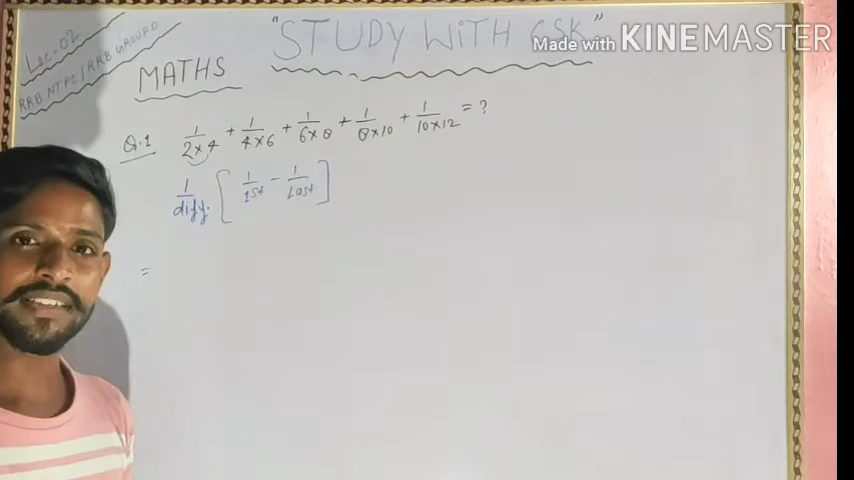 "STUDY WITH GSK"
Made with KINEMASTER
Lec-02
RRB NTPC/RRB GROUP D
MATHS
Q.1 1/2×4 + 1/4×6 + 1/6×8 + 1/8×10 + 1/10×12 = ?
1/diff. [1/1st - 1/Last]
=